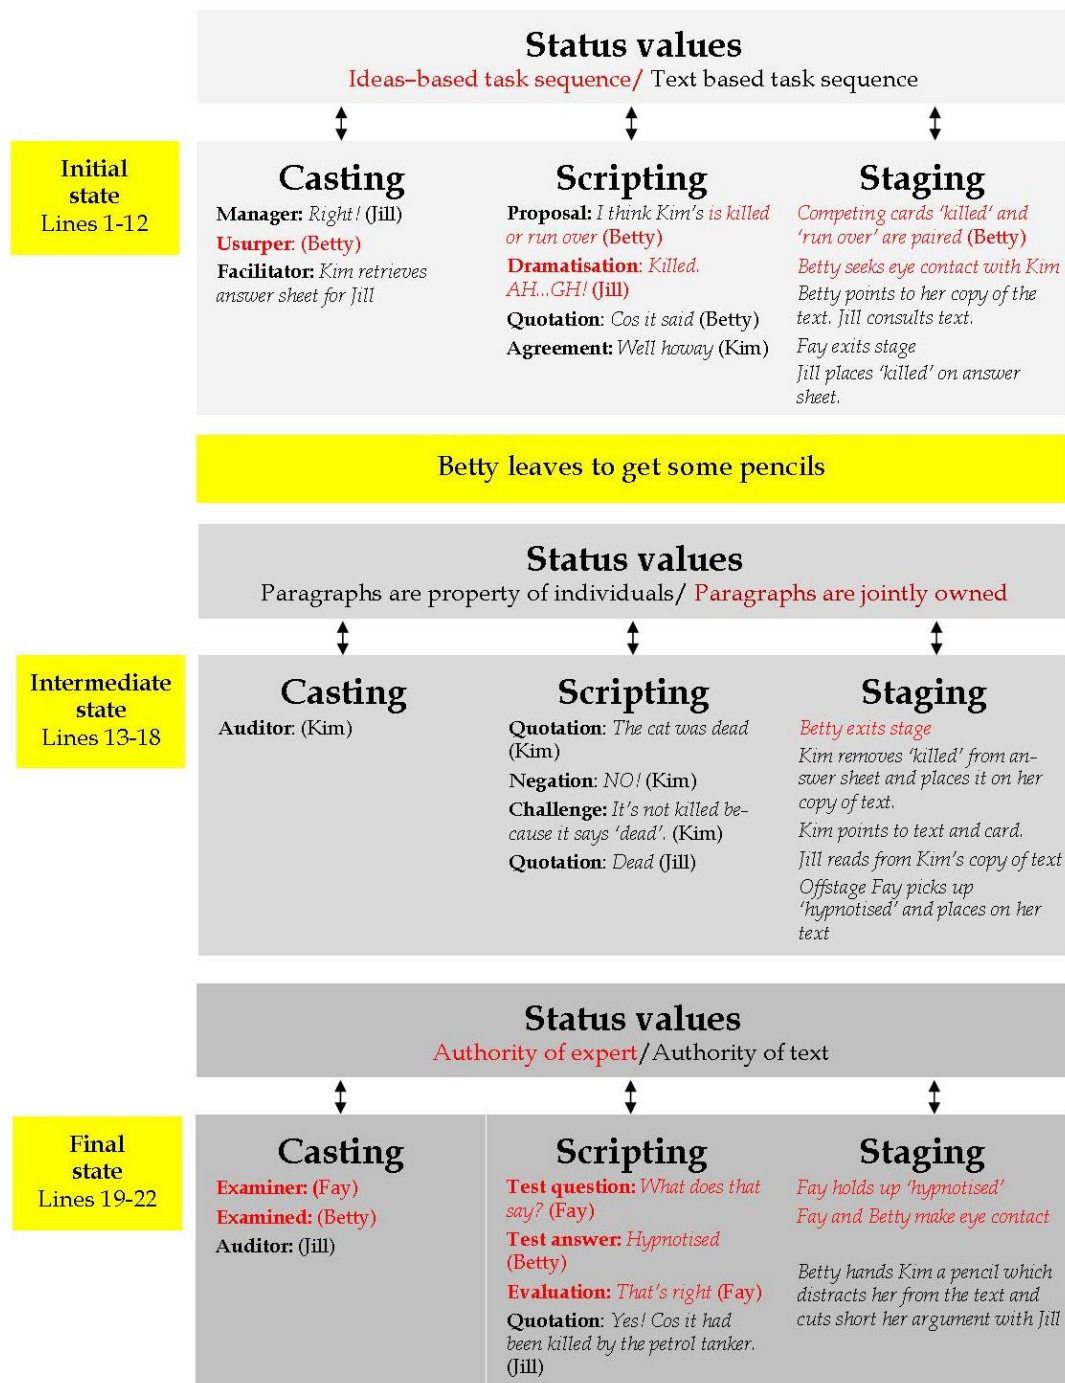 Status values
Ideas–based task sequence/ Text based task sequence
Initial
state
Lines 1-12
Casting
Manager: Right! (Jill)
Usurper: (Betty)
Facilitator: Kim retrieves
answer sheet for Jill
Scripting
Proposal: I think Kim's is killed
or run over (Betty)
Dramatisation: Killed.
AH...GH! (Jill)
Quotation: Cos it said (Betty)
Agreement: Well howay (Kim)
Staging
Competing cards 'killed' and
'run over' are paired (Betty)
Betty seeks eye contact with Kim
Betty points to her copy of the
text. Jill consults text.
Fay exits stage
Jill places 'killed' on answer
sheet.
Betty leaves to get some pencils
Status values
Paragraphs are property of individuals/ Paragraphs are jointly owned
Intermediate
state
Lines 13-18
Casting
Auditor: (Kim)
Scripting
Quotation: The cat was dead
(Kim)
Negation: NO! (Kim)
Challenge: It's not killed be-
cause it says 'dead'. (Kim)
Quotation: Dead (Jill)
Staging
Betty exits stage
Kim removes 'killed' from an-
swer sheet and places it on her
copy of text.
Kim points to text and card.
Jill reads from Kim's copy of text
Offstage Fay picks up
'hypnotised' and places on her
text
Status values
Authority of expert/Authority of text
Final
state
Lines 19-22
Casting
Examiner: (Fay)
Examined: (Betty)
Auditor: (Jill)
Scripting
Test question: What does that
say? (Fay)
Test answer: Hypnotised
(Betty)
Evaluation: That's right (Fay)
Quotation: Yes! Cos it had
been killed by the petrol tanker.
(Jill)
Staging
Fay holds up 'hypnotised'
Fay and Betty make eye contact
Betty hands Kim a pencil which
distracts her from the text and
cuts short her argument with Jill